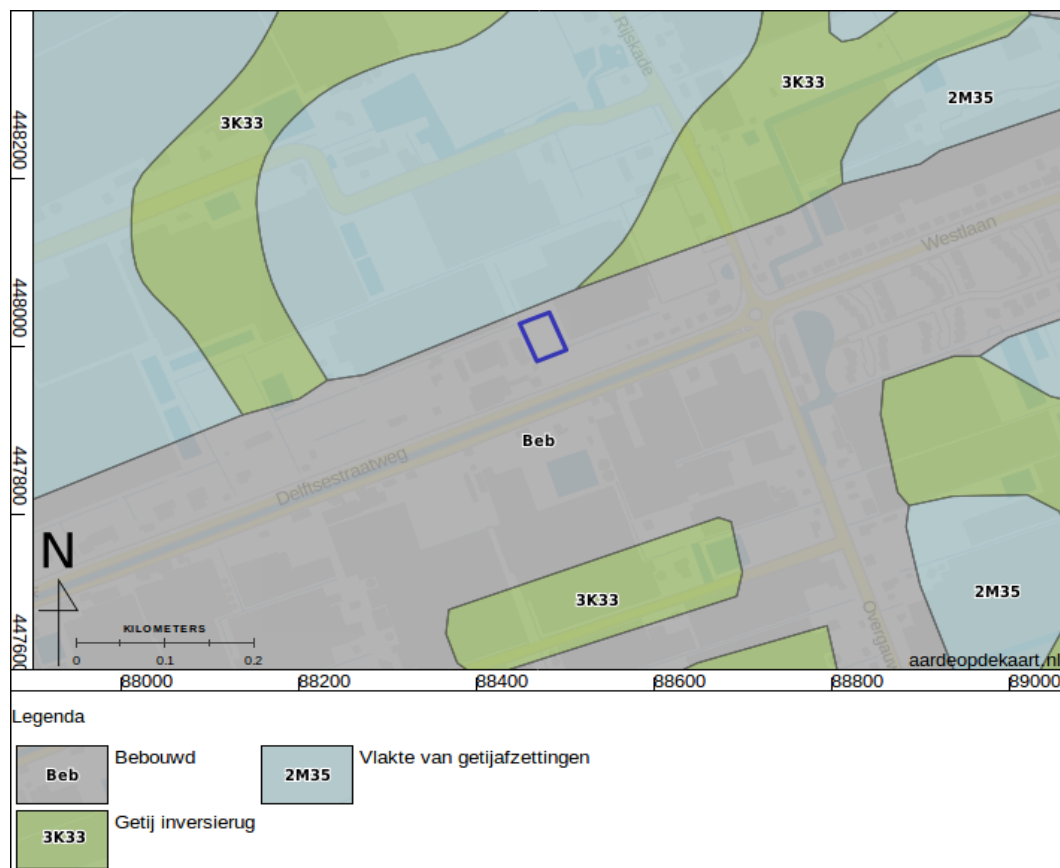 Rijskade
3K33
3K33
2M35
448200
Westlaan
448000
Beb
Delftsestraatweg
447800
N
3K33
2M35
KILOMETERS
0 0.1 0.2
447600
Overgauw
aardeopdekaart.nl
88000 88200 88400 88600 88800 89000
Legenda
Beb Bebouwd 2M35 Vlakte van getijafzettingen
3K33 Getij inversierug